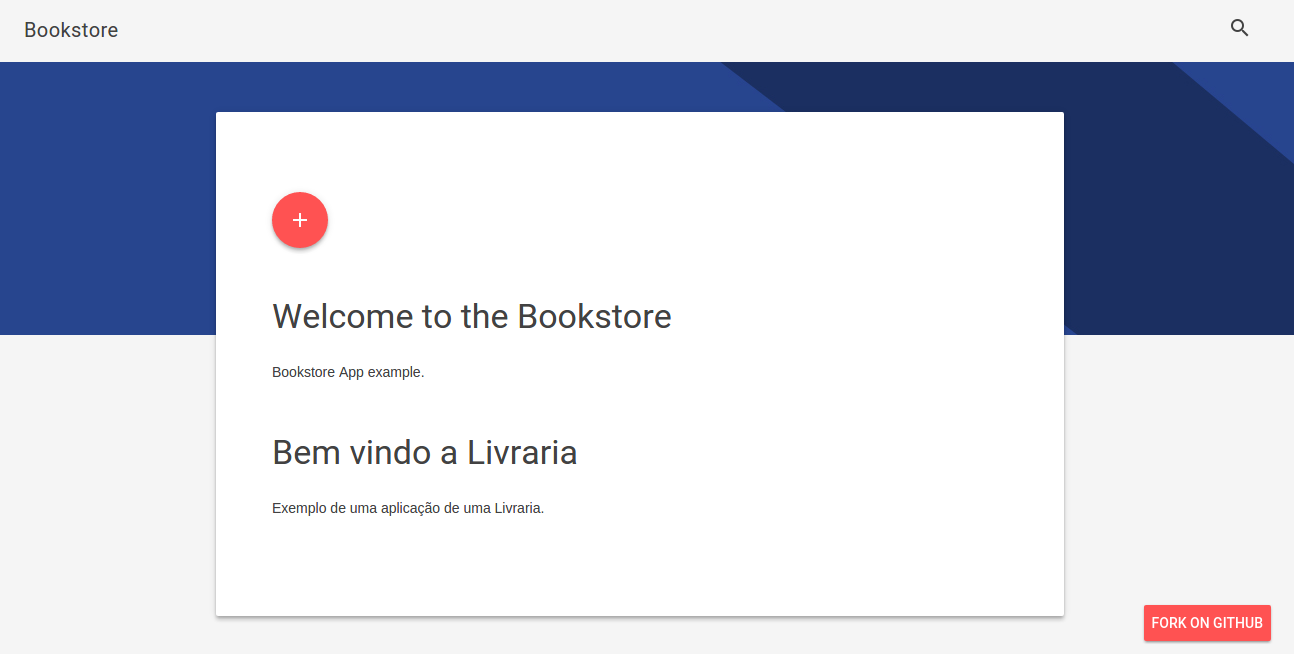 Bookstore
Welcome to the Bookstore
Bookstore App example.
Bem vindo a Livraria
Exemplo de uma aplicação de uma Livraria.
FORK ON GITHUB